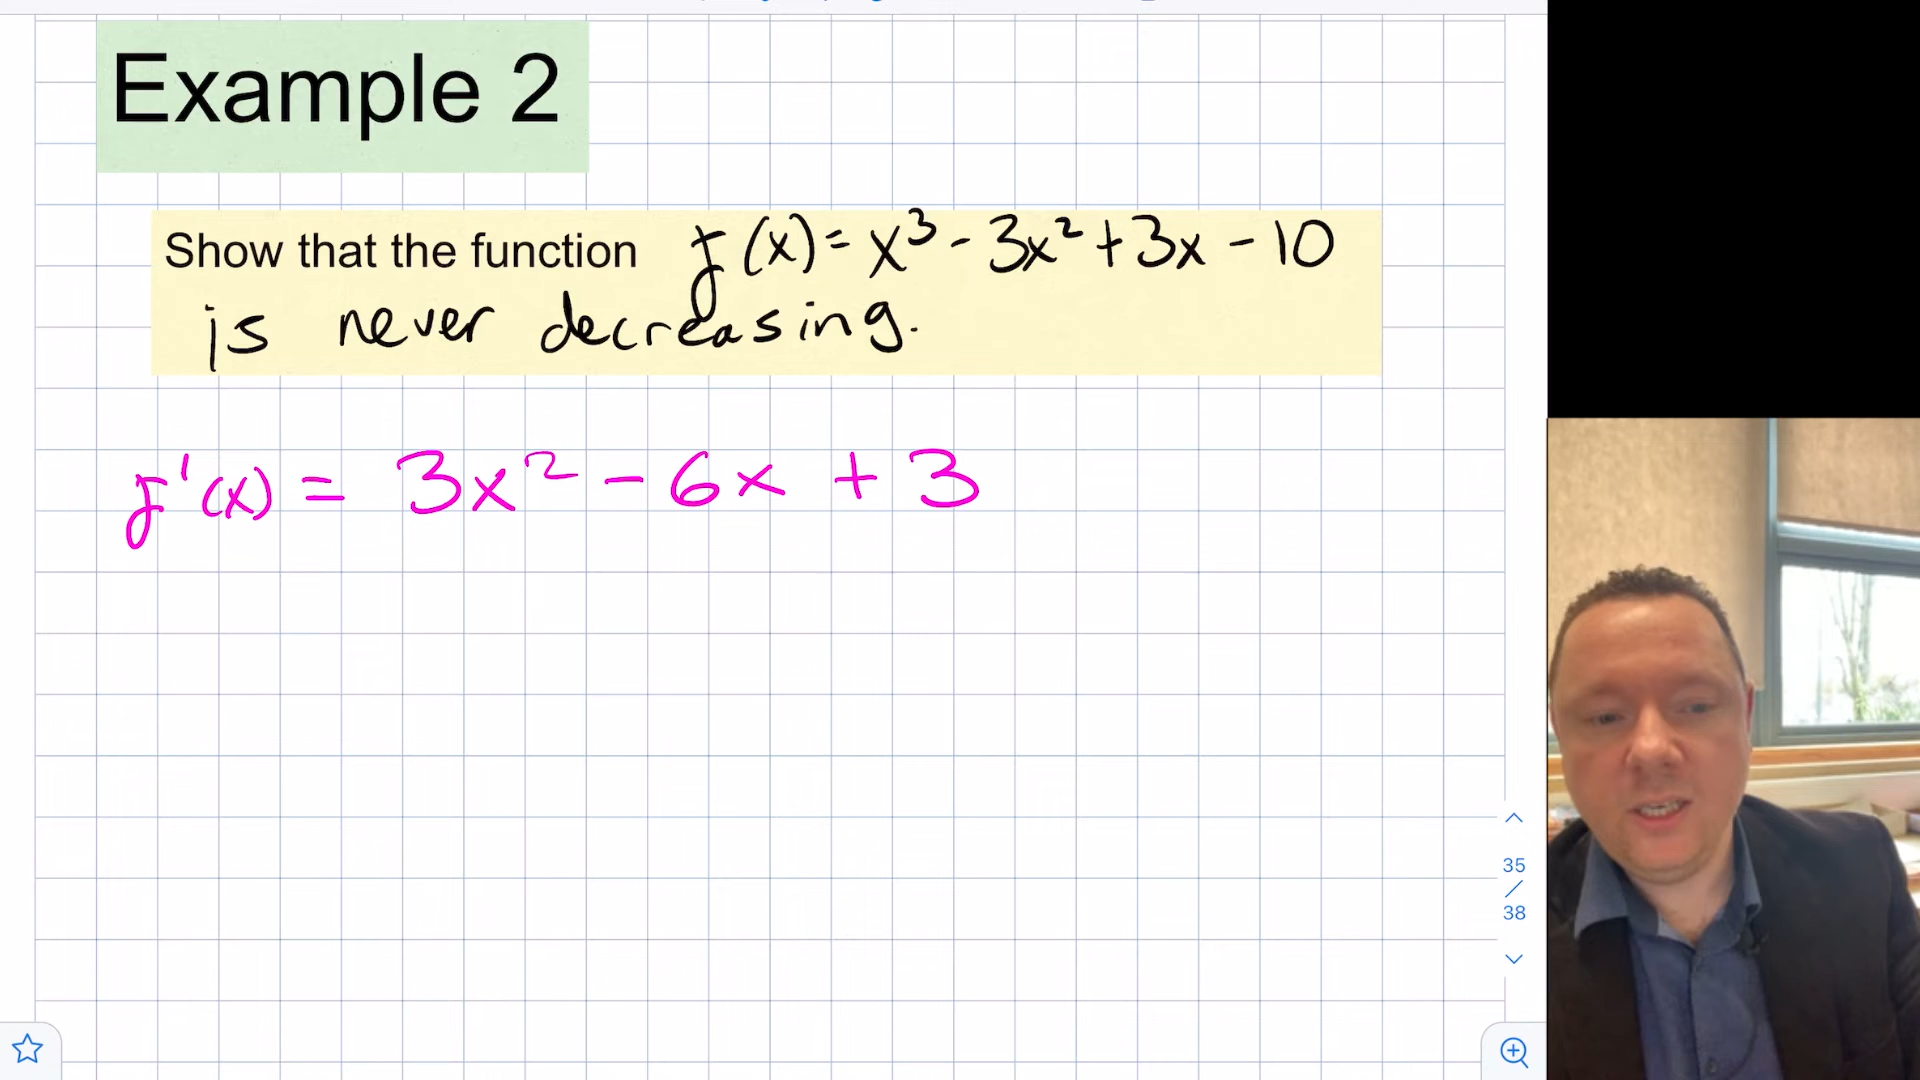 Example 2
Show that the function f(x) = x³ - 3x² + 3x - 10
is never decreasing.
f'(x) = 3x² - 6x + 3
35
/
38